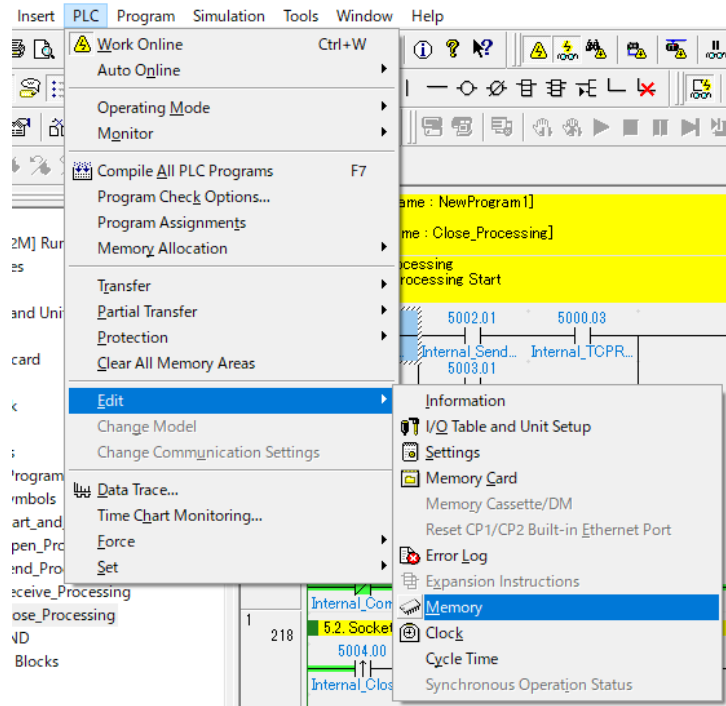 Insert PLC Program Simulation Tools Window Help
Work Online Ctrl+W
Auto Online
Operating Mode
Monitor
Compile All PLC Programs F7
Program Check Options...
Program Assignments
Memory Allocation
Transfer
Partial Transfer
Protection
Clear All Memory Areas
Edit
Change Model
Change Communication Settings
Data Trace...
Time Chart Monitoring...
Force
Set
Information
I/O Table and Unit Setup
Settings
Memory Card
Memory Cassette/DM
Reset CP1/CP2 Built-in Ethernet Port
Error Log
Expansion Instructions
Memory
Clock
Cycle Time
Synchronous Operation Status
ame : NewProgram1]
me : Close_Processing]
ocessing
rocessing Start
5002.01 5000.03
Internal_Send... Internal_TCPR...
5003.01
2M] Rur
es
and Uni
card
k
s
Program
ymbols
art_and_
pen_Pro
end_Pro
eceive_Processing
ose_Processing
ND
Blocks
Internal_Com
1
218
5.2. Socket
5004.00
Internal_Clos